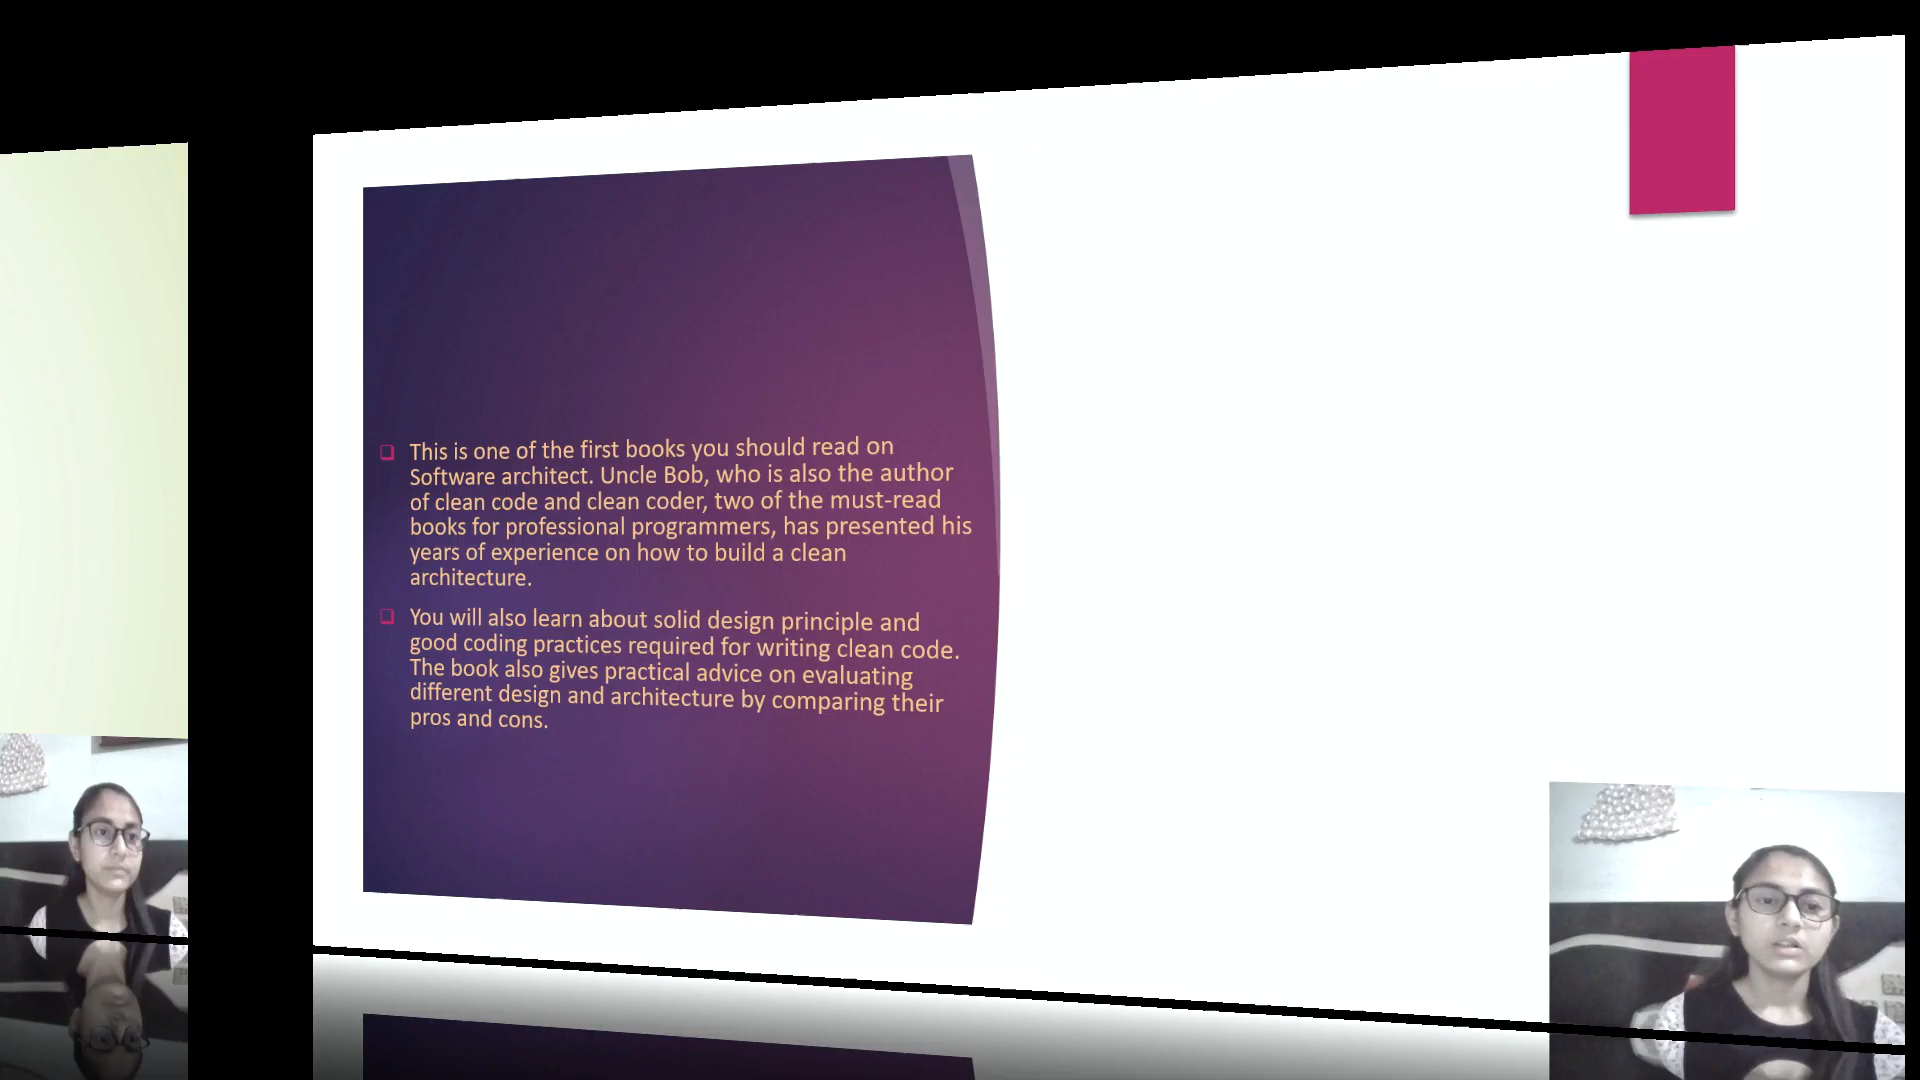 This is one of the first books you should read on
Software architect. Uncle Bob, who is also the author
of clean code and clean coder, two of the must-read
books for professional programmers, has presented his
years of experience on how to build a clean
architecture.
You will also learn about solid design principle and
good coding practices required for writing clean code.
The book also gives practical advice on evaluating
different design and architecture by comparing their
pros and cons.